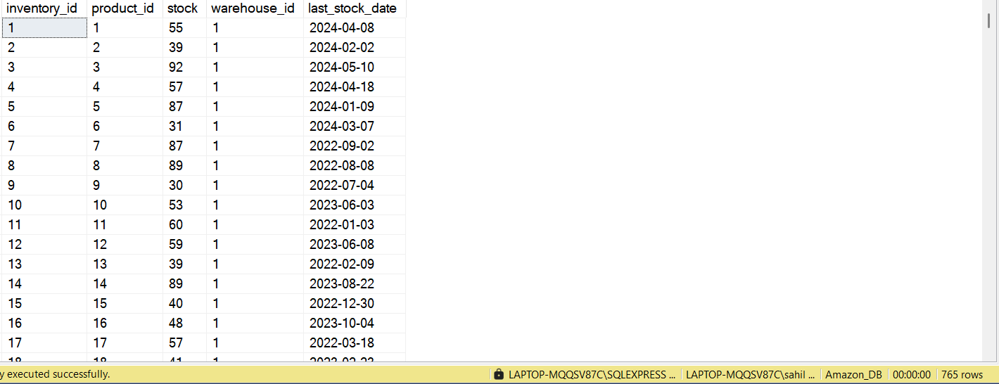 inventory_id product_id stock warehouse_id last_stock_date
1 1 55 1 2024-04-08
2 2 39 1 2024-02-02
3 3 92 1 2024-05-10
4 4 57 1 2024-04-18
5 5 87 1 2024-01-09
6 6 31 1 2024-03-07
7 7 87 1 2022-09-02
8 8 89 1 2022-08-08
9 9 30 1 2022-07-04
10 10 53 1 2023-06-03
11 11 60 1 2022-01-03
12 12 59 1 2023-06-08
13 13 39 1 2022-02-09
14 14 89 1 2023-08-22
15 15 40 1 2022-12-30
16 16 48 1 2023-10-04
17 17 57 1 2022-03-18
18 18 41 1
y executed successfully. LAPTOP-MQQSV87C\SQLEXPRESS ... LAPTOP-MQQSV87C\sahil ... Amazon_DB 00:00:00 765 rows